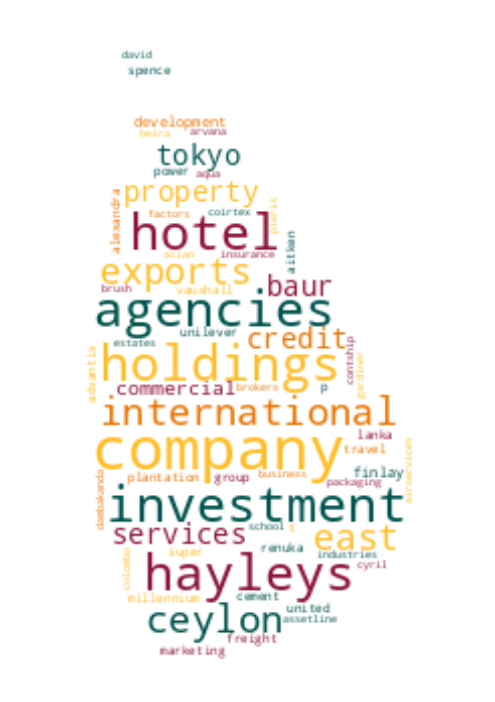 david
spence
development
beira arvana
tokyo
power aqua
property
alexandra
factors coirtex
pieris
hotel
aitken
asian insurance
exports
brush vauxhall baur
agencies
unilever
credit
estates
contship
advantis
holdings
gardiner
commercial brokers p
international
lanka
company
travel
airservices
finlay
plantation group business
packaging
dambakanda
investment
school (
services
east
renuka
super industries
colombo
hayleys
cyril
millennium cement
united
ceylon
assetline
freight
marketing